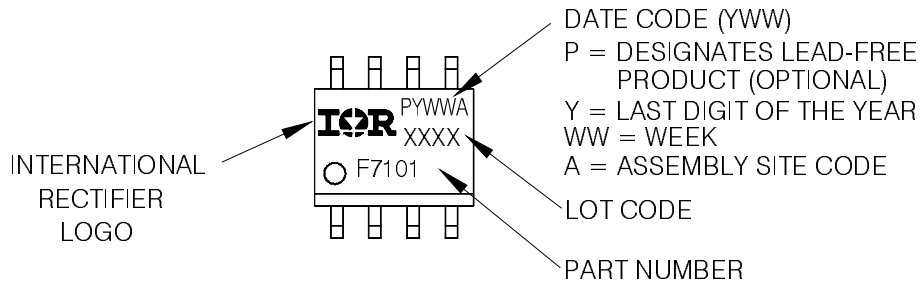 DATE CODE (YWW)
P = DESIGNATES LEAD-FREE
PRODUCT (OPTIONAL)
Y = LAST DIGIT OF THE YEAR
WW = WEEK
A = ASSEMBLY SITE CODE
LOT CODE
PART NUMBER
INTERNATIONAL
RECTIFIER
LOGO
IOR
PYWWA
XXXX
F7101